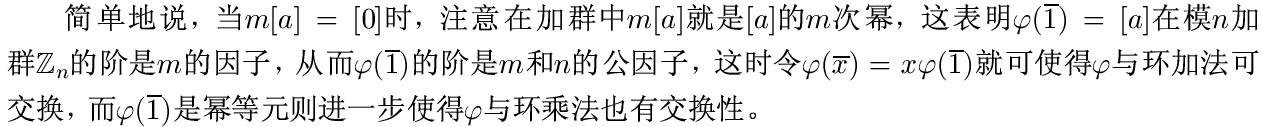 简单地说，当m[a] = [0]时，注意在加群中m[a]就是[a]的m次幂，这表明φ(1̅) = [a]在模n加
群ℤₙ的阶是m的因子，从而φ(1̅)的阶是m和n的公因子，这时令φ(x̅) = xφ(1̅)就可使得φ与环加法可
交换，而φ(1̅)是幂等元则进一步使得φ与环乘法也有交换性。